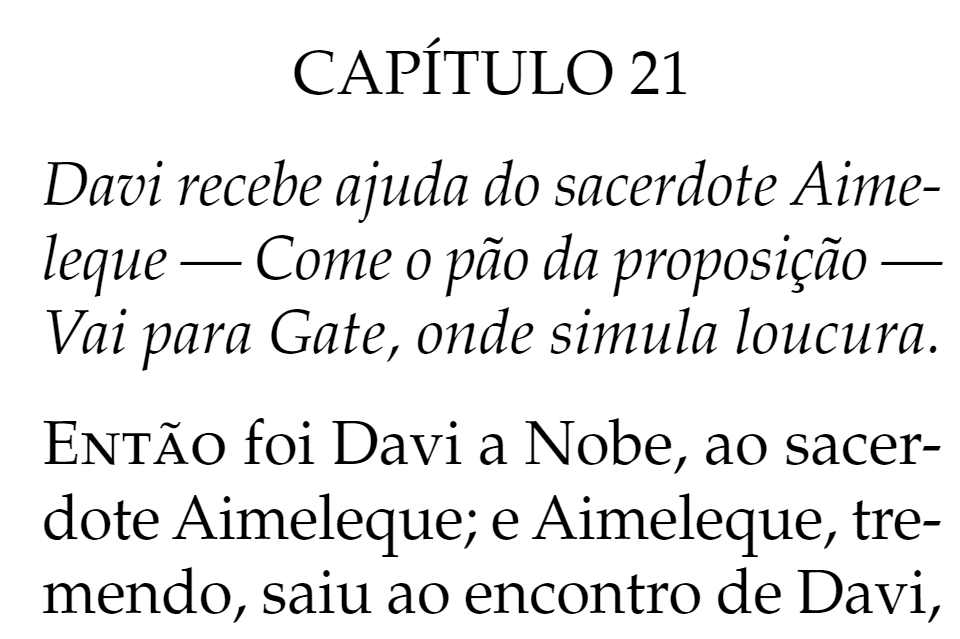 CAPÍTULO 21
Davi recebe ajuda do sacerdote Aime-
leque — Come o pão da proposição —
Vai para Gate, onde simula loucura.
ENTÃO foi Davi a Nobe, ao sacer-
dote Aimeleque; e Aimeleque, tre-
mendo, saiu ao encontro de Davi,